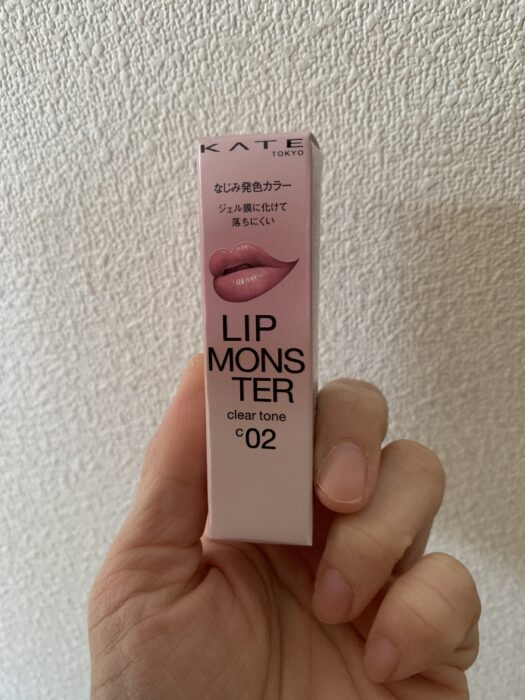 KATE
TOKYO
なじみ発色カラー
ジェル膜に化けて
落ちにくい
LIP
MONS
TER
clear tone
c02